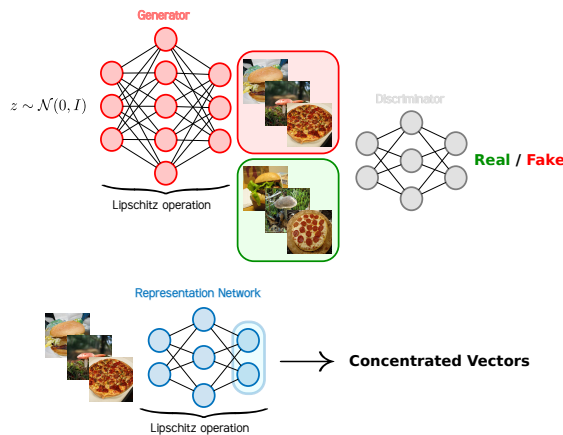 Generator
z ∼ N(0, I)
Discriminator
Real / Fake
Lipschitz operation
Representation Network
Concentrated Vectors
Lipschitz operation